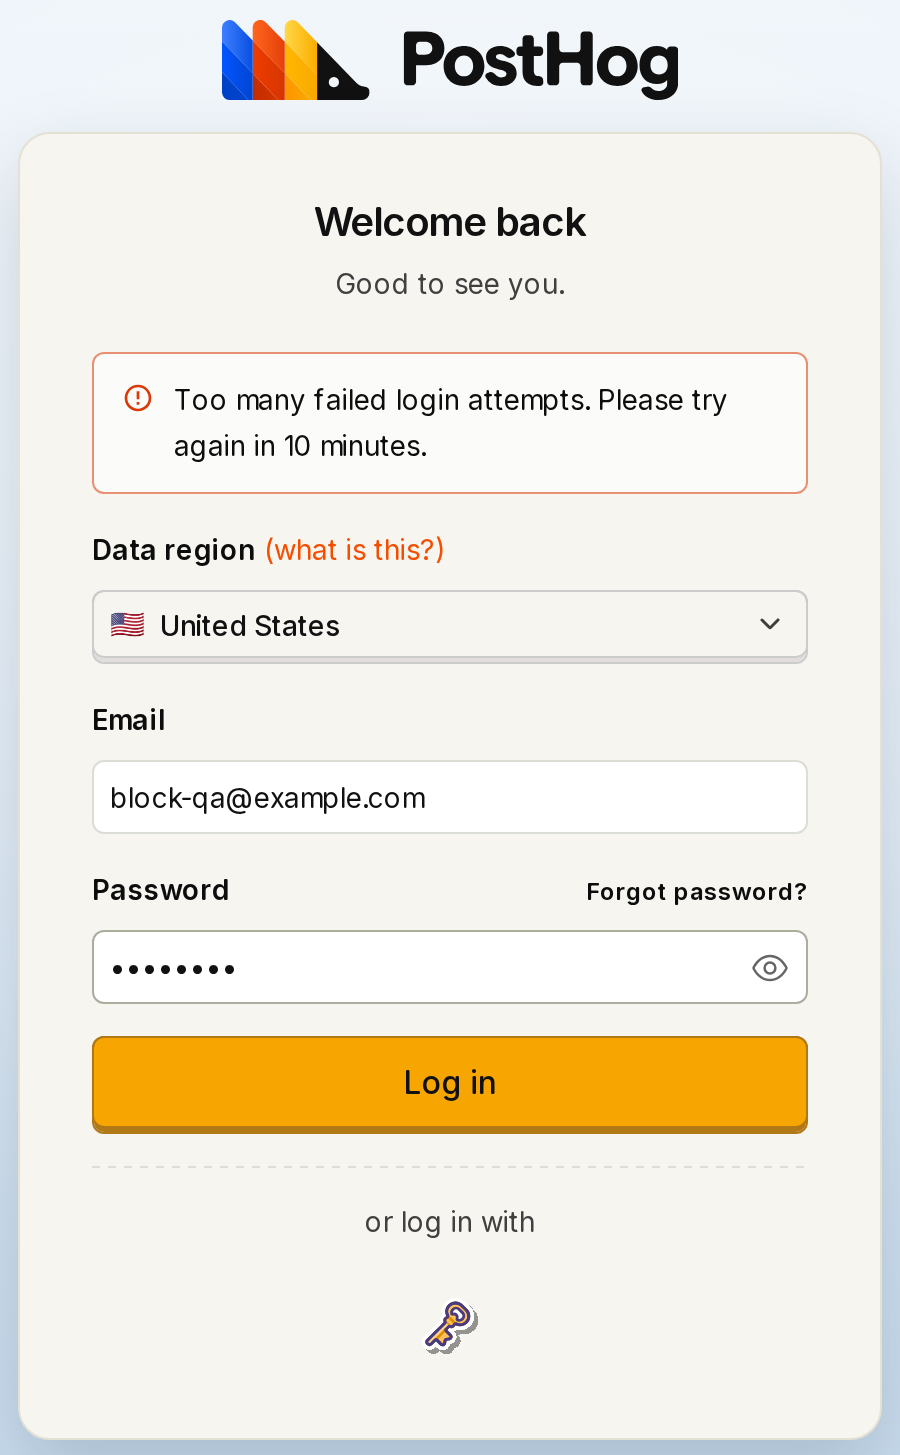 PostHog
Welcome back
Good to see you.
Too many failed login attempts. Please try
again in 10 minutes.
Data region (what is this?)
🇺🇸 United States
Email
block-qa@example.com
Password Forgot password?
••••••••
Log in
or log in with